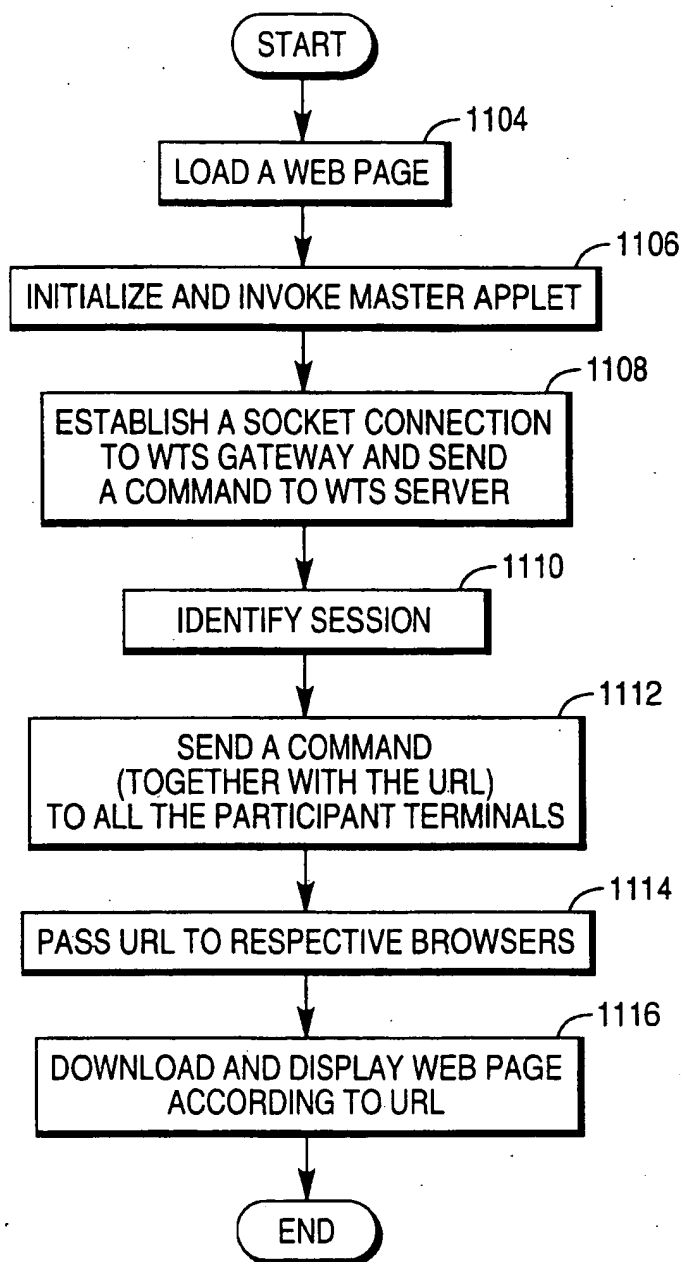 START
1104
LOAD A WEB PAGE
1106
INITIALIZE AND INVOKE MASTER APPLET
1108
ESTABLISH A SOCKET CONNECTION
TO WTS GATEWAY AND SEND
A COMMAND TO WTS SERVER
1110
IDENTIFY SESSION
1112
SEND A COMMAND
(TOGETHER WITH THE URL)
TO ALL THE PARTICIPANT TERMINALS
1114
PASS URL TO RESPECTIVE BROWSERS
1116
DOWNLOAD AND DISPLAY WEB PAGE
ACCORDING TO URL
END